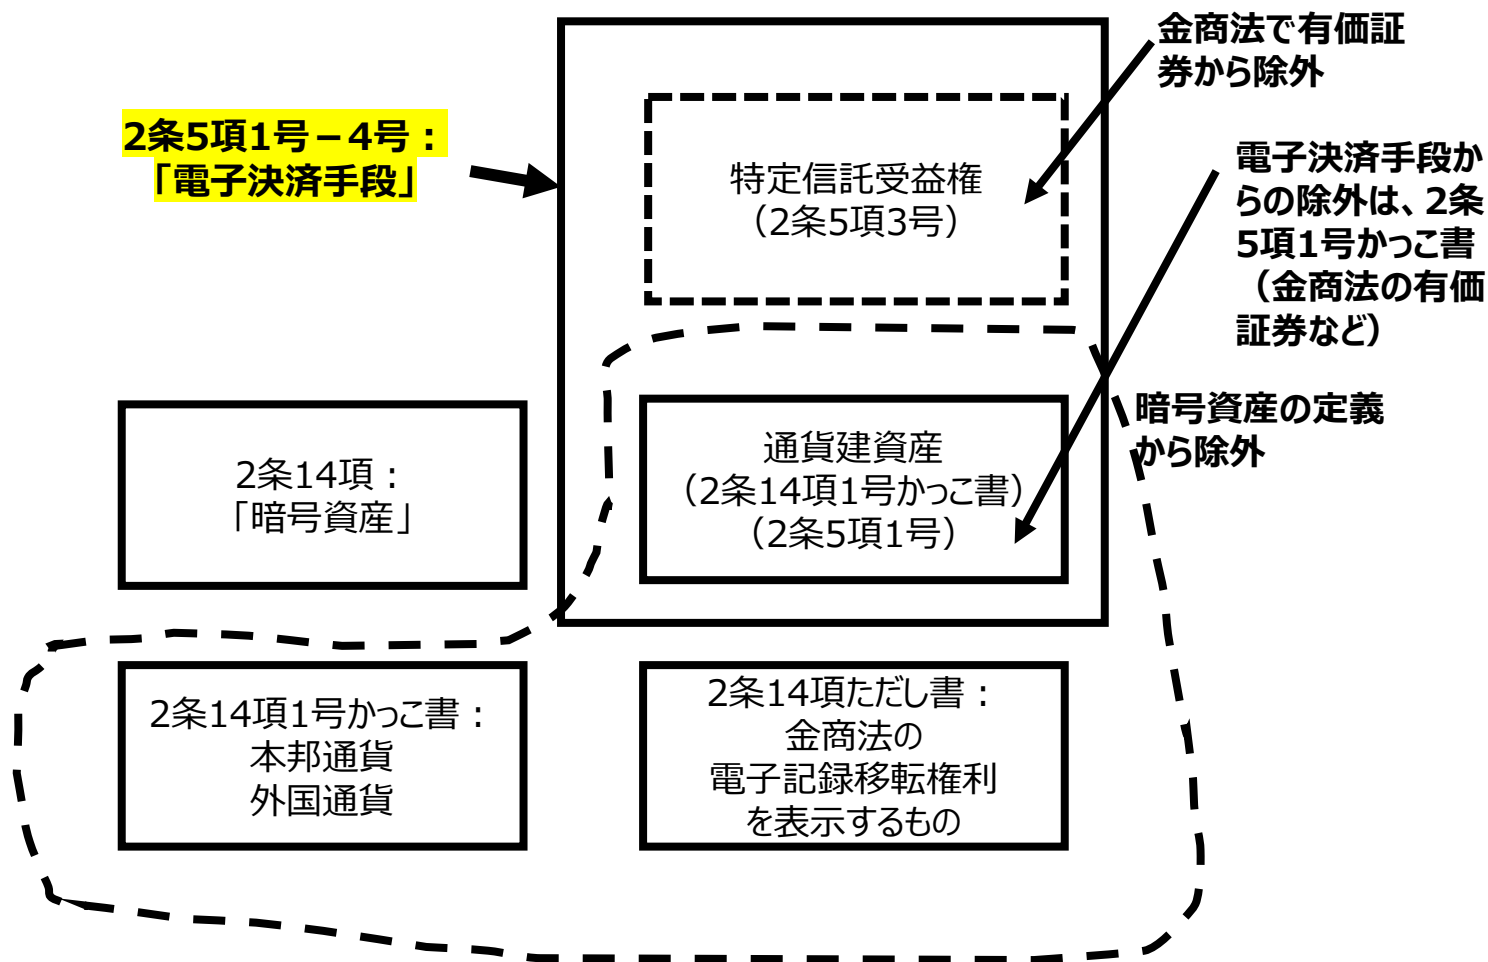 金商法で有価証
券から除外
2条5項1号－4号：
「電子決済手段」
特定信託受益権
（2条5項3号）
電子決済手段か
らの除外は、2条
5項1号かっこ書
（金商法の有価
証券など）
暗号資産の定義
から除外
2条14項：
「暗号資産」
通貨建資産
（2条14項1号かっこ書）
（2条5項1号）
2条14項1号かっこ書：
本邦通貨
外国通貨
2条14項ただし書：
金商法の
電子記録移転権利
を表示するもの